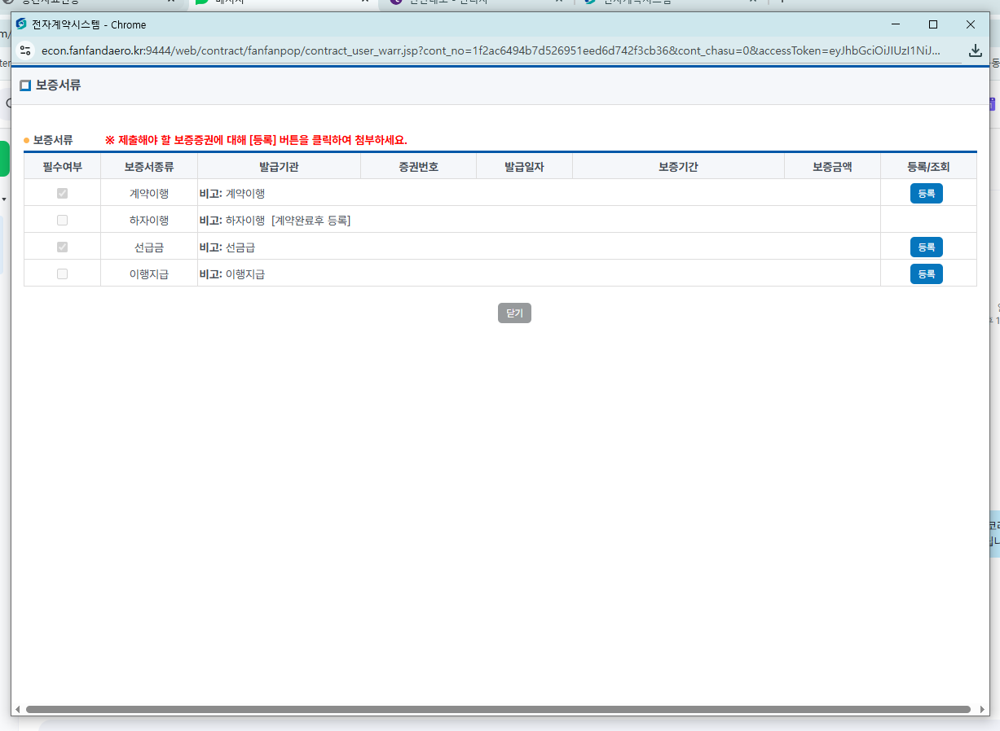 전자계약시스템 - Chrome
econ.fanfandaero.kr:9444/web/contract/fanfanpop/contract_user_warr.jsp?cont_no=1f2ac6494b7d526951eed6d742f3cb36&cont_chasu=0&accessToken=eyJhbGciOiJIUzI1NiJ...
보증서류
보증서류 ※ 제출해야 할 보증증권에 대해 [등록] 버튼을 클릭하여 첨부하세요.
필수여부 보증서종류 발급기관 증권번호 발급일자 보증기간 보증금액 등록/조회
계약이행 비고: 계약이행 등록
하자이행 비고: 하자이행 [계약완료후 등록]
선급금 비고: 선금급 등록
이행지급 비고: 이행지급 등록
닫기